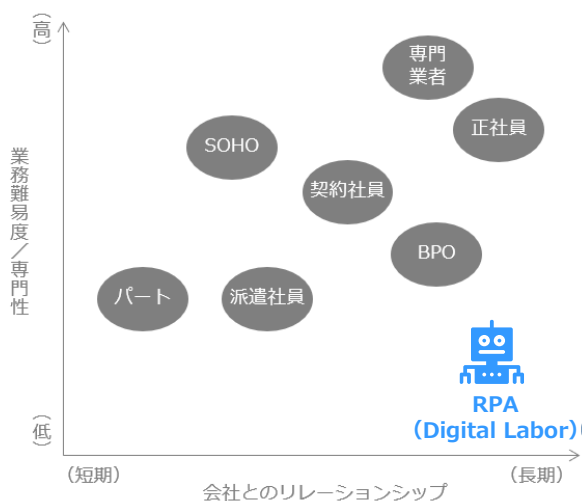 （高）
業務難易度／専門性
（低）
専門
業者
正社員
SOHO
契約社員
BPO
パート
派遣社員
RPA
（Digital Labor）
（短期）
会社とのリレーションシップ
（長期）